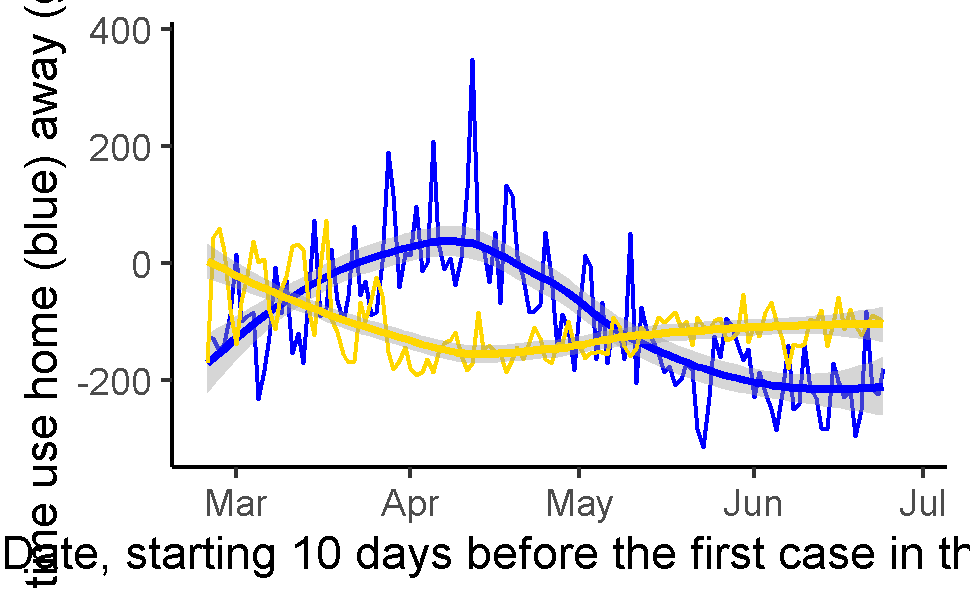 time use home (blue) away (
400
200
0
-200
Mar Apr May Jun Jul
Date, starting 10 days before the first case in th